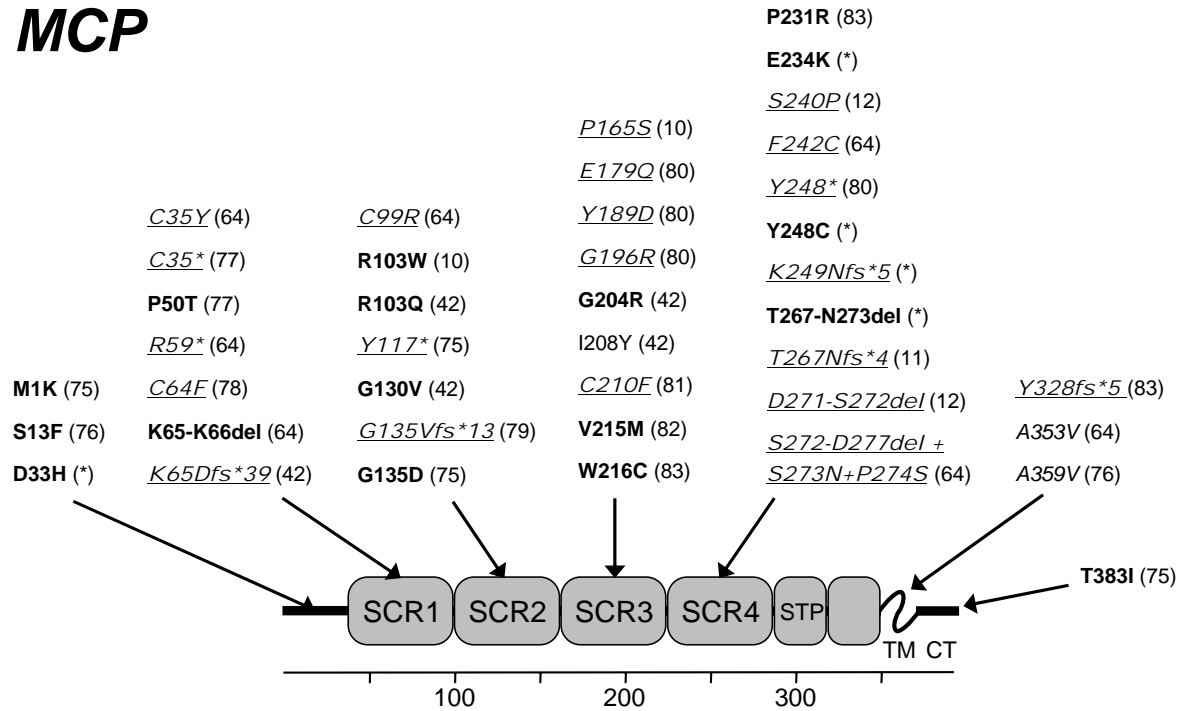 MCP
M1K (75)
S13F (76)
D33H (*)
C35Y (64)
C35* (77)
P50T (77)
R59* (64)
C64F (78)
K65-K66del (64)
K65Dfs*39 (42)
C99R (64)
R103W (10)
R103Q (42)
Y117* (75)
G130V (42)
G135Vfs*13 (79)
G135D (75)
P165S (10)
E179Q (80)
Y189D (80)
G196R (80)
G204R (42)
I208Y (42)
C210F (81)
V215M (82)
W216C (83)
P231R (83)
E234K (*)
S240P (12)
F242C (64)
Y248* (80)
Y248C (*)
K249Nfs*5 (*)
T267-N273del (*)
T267Nfs*4 (11)
D271-S272del (12)
S272-D277del +
S273N+P274S (64)
Y328fs*5 (83)
A353V (64)
A359V (76)
T383I (75)
SCR1 SCR2 SCR3 SCR4 STP
TM CT
100 200 300